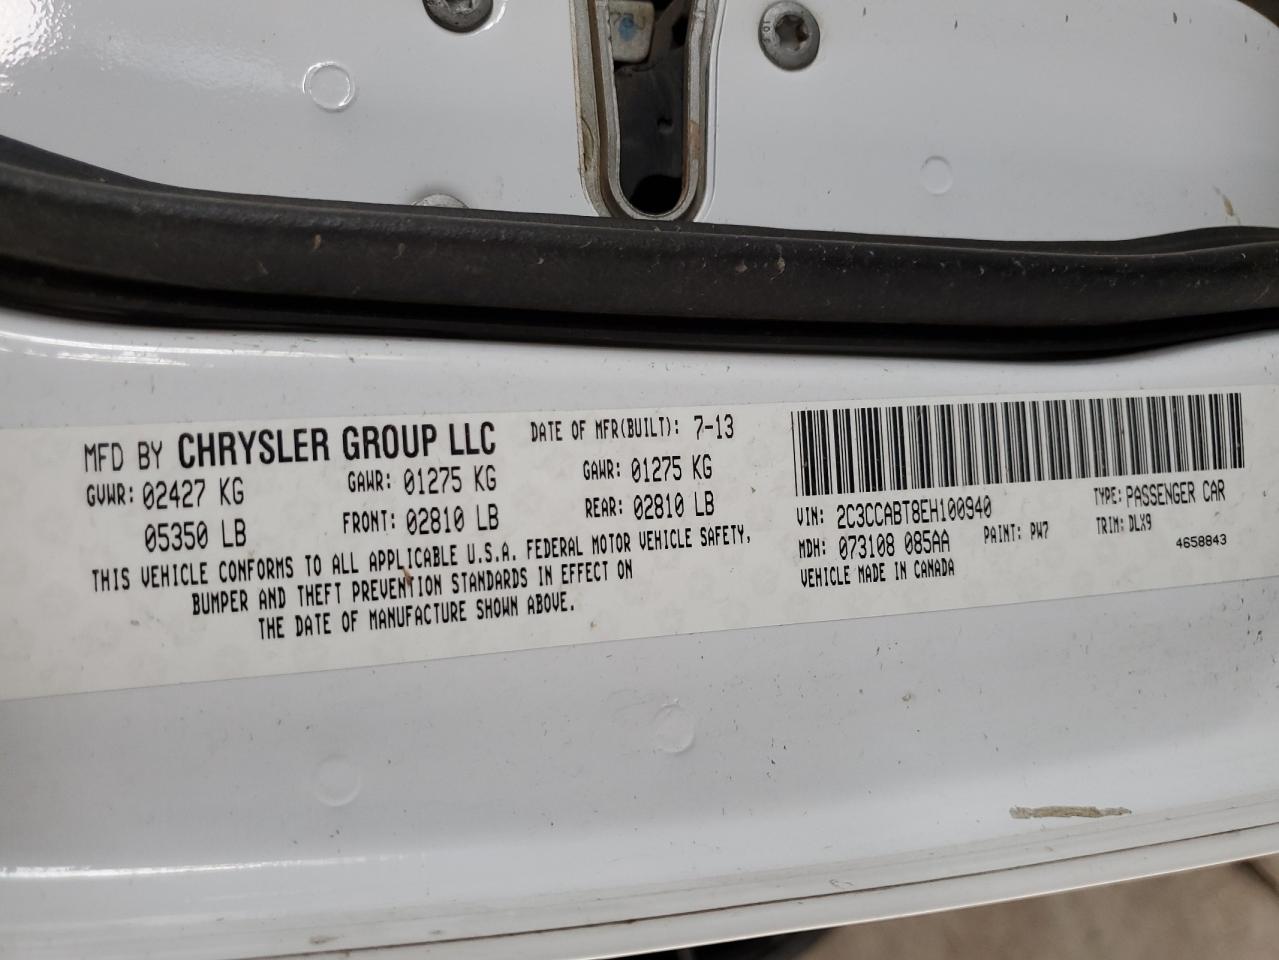 MFD BY CHRYSLER GROUP LLC DATE OF MFR(BUILT): 7-13
GVWR: 02427 KG GAWR: 01275 KG GAWR: 01275 KG
05350 LB FRONT: 02810 LB REAR: 02810 LB
THIS VEHICLE CONFORMS TO ALL APPLICABLE U.S.A. FEDERAL MOTOR VEHICLE SAFETY,
BUMPER AND THEFT PREVENTION STANDARDS IN EFFECT ON
THE DATE OF MANUFACTURE SHOWN ABOVE.
VIN: 2C3CCABT8EH100940 TYPE: PASSENGER CAR
MDH: 073108 085AA PAINT: PW7 TRIM: DLX9
VEHICLE MADE IN CANADA 4658843